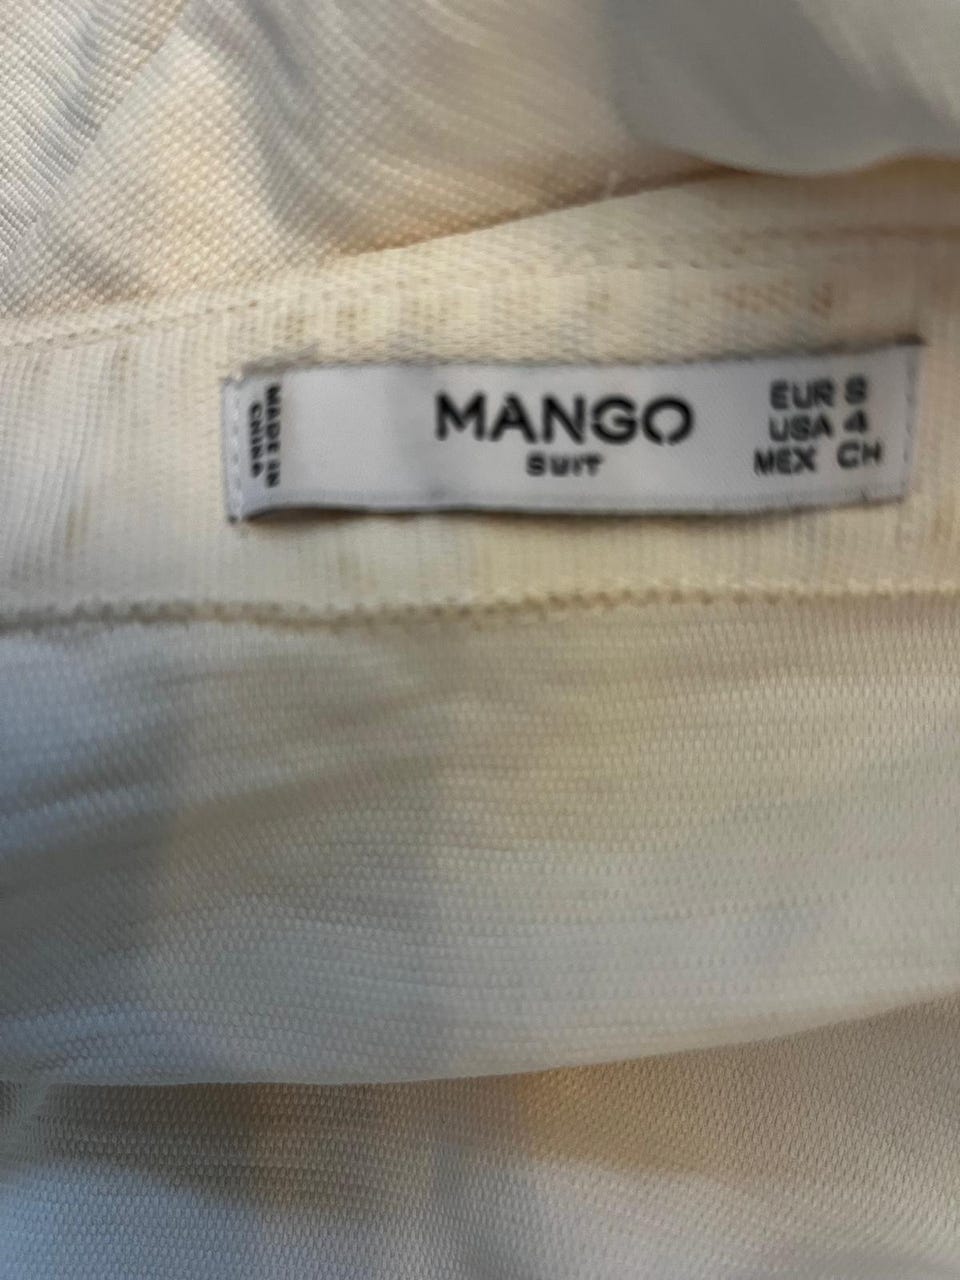 MADE IN
CHINA
MANGO
SUIT
EUR S
USA 4
MEX CH